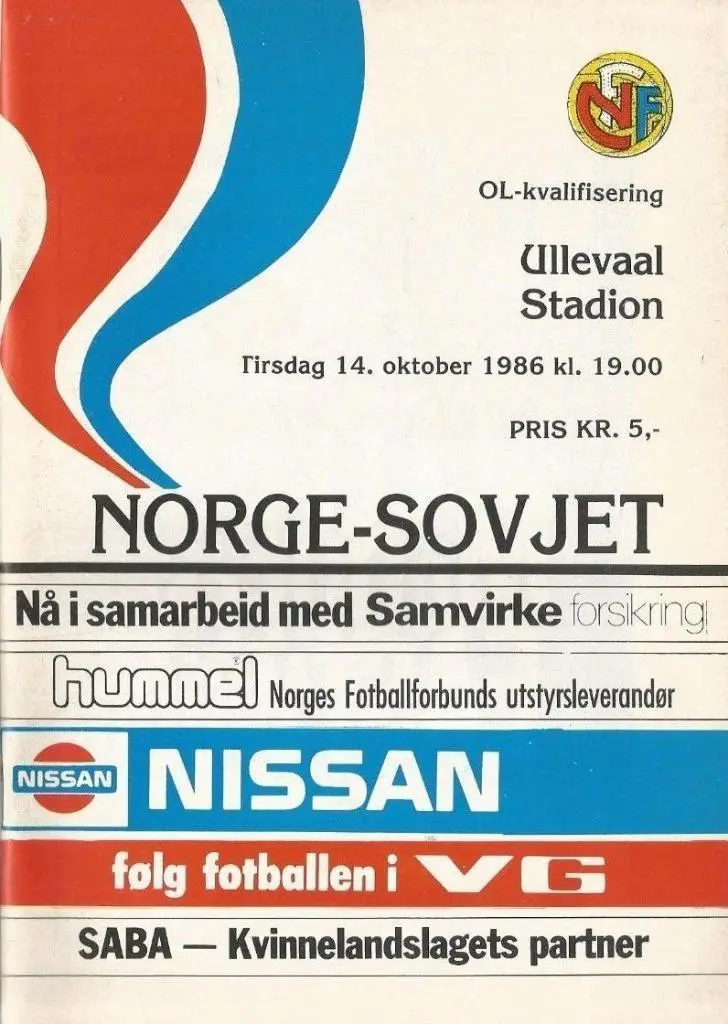 NFF
OL-kvalifisering
Ullevaal
Stadion
Tirsdag 14. oktober 1986 kl. 19.00
PRIS KR. 5,-
NORGE-SOVJET
Nå i samarbeid med Samvirke forsikring
hummel® Norges Fotballforbunds utstyrsleverandør
NISSAN NISSAN
følg fotballen i VG
SABA — Kvinnelandslagets partner